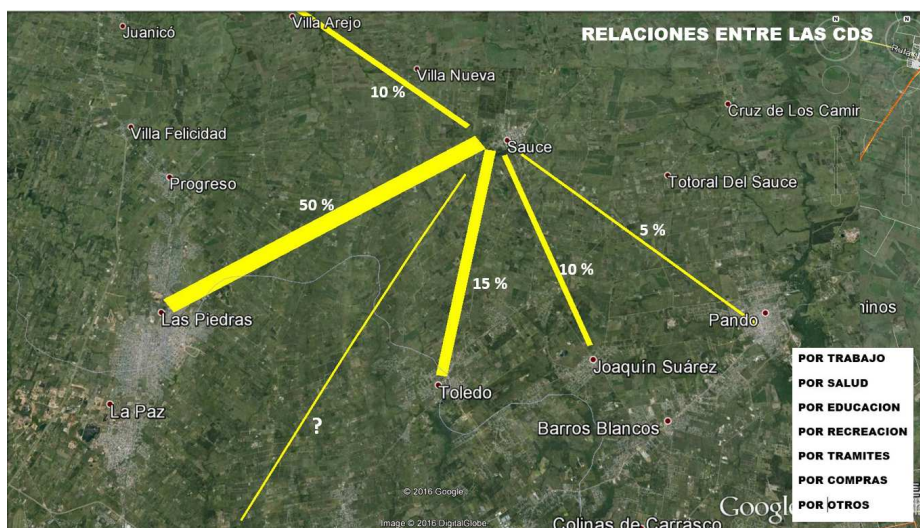 Villa Arejo
Juanicó
RELACIONES ENTRE LAS CDS
N
N
Villa Nueva
10 %
Cruz de Los Camir
Villa Felicidad
Sauce
Progreso
Totoral Del Sauce
50 %
5 %
10 %
15 %
Las Piedras
Pando
ninos
Joaquín Suárez
POR TRABAJO
Toledo
POR SALUD
La Paz
POR EDUCACION
?
Barros Blancos
POR RECREACION
POR TRAMITES
POR COMPRAS
© 2016 Google
Google
POR OTROS
Image © 2016 DigitalGlobe
Colinas de Carrasco